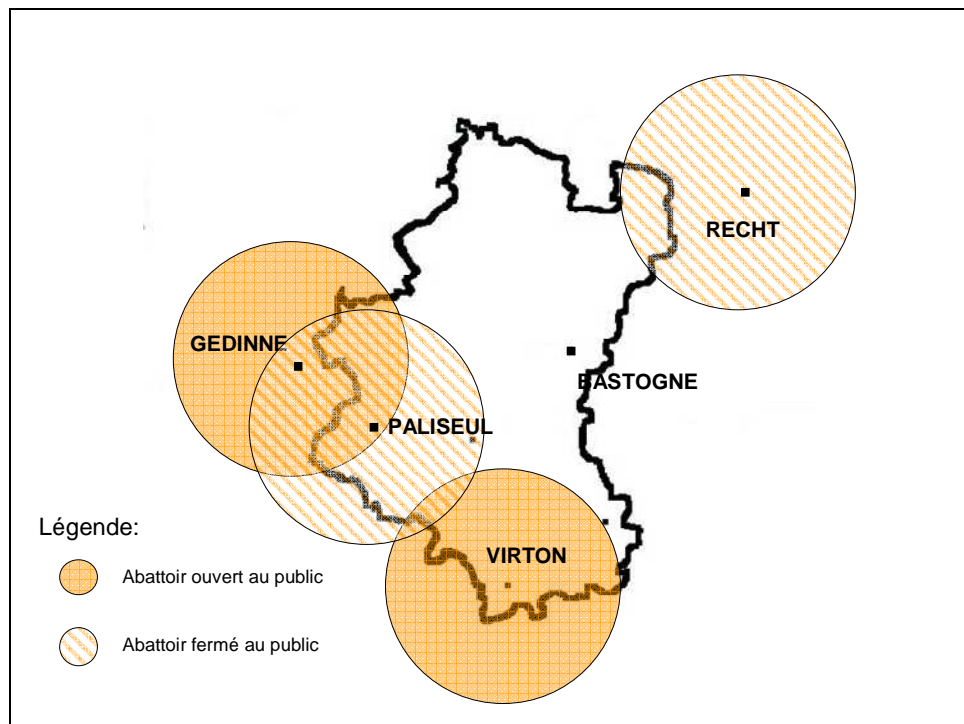 RECHT
GEDINNE
BASTOGNE
PALISEUL
VIRTON
Légende:
Abattoir ouvert au public
Abattoir fermé au public